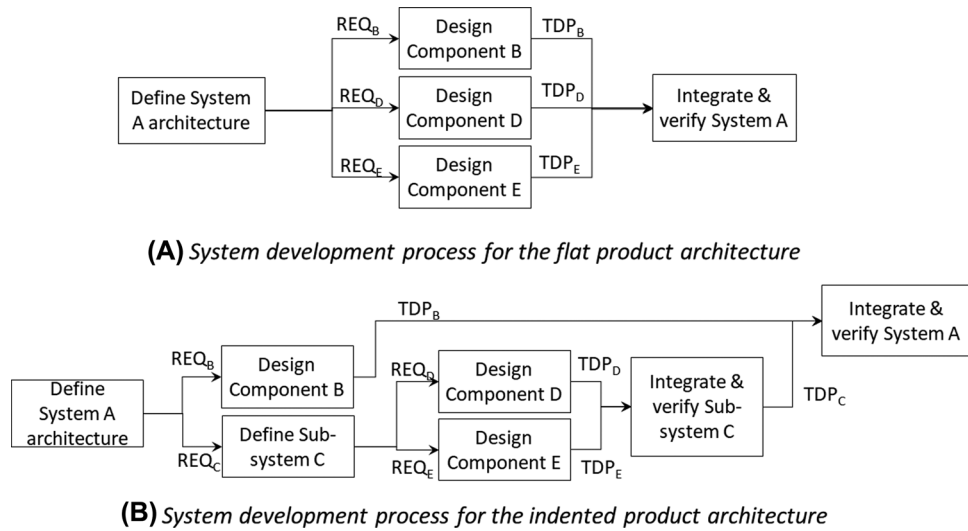 REQB
Design
Component B
TDPB
Define System
A architecture
REQD
Design
Component D
TDPD
Integrate &
verify System A
REQE
Design
Component E
TDPE
(A) System development process for the flat product architecture
TDPB
Integrate &
verify System A
REQB
Design
Component B
REQD
Design
Component D
TDPD
Define
System A
architecture
Integrate &
verify Sub-
system C
TDPC
REQC
Define Sub-
system C
REQE
Design
Component E
TDPE
(B) System development process for the indented product architecture